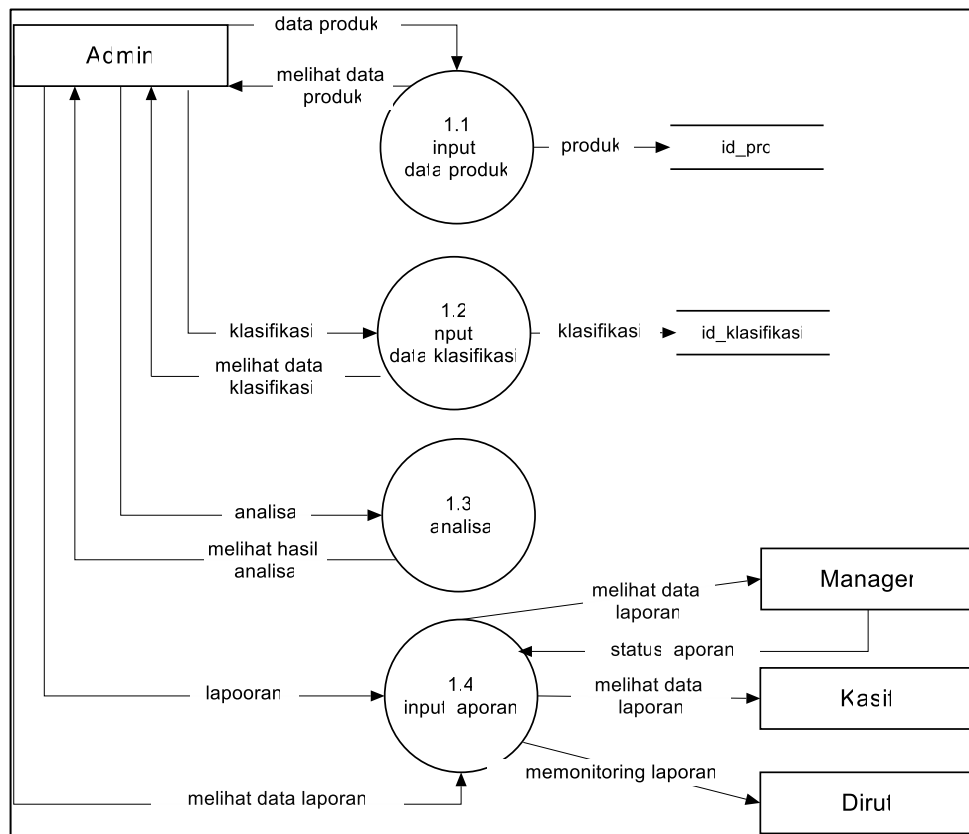 Admin
data produk
melihat data
produk
1.1
input
data produk
produk
id_prc
klasifikasi
1.2
nput
data klasifikasi
klasifikasi
id_klasifikasi
melihat data
klasifikasi
analisa
1.3
analisa
melihat hasil
analisa
melihat data
laporan
Manager
status aporan
lapooran
1.4
input aporan
melihat data
laporan
Kasit
memonitoring laporan
melihat data laporan
Dirut